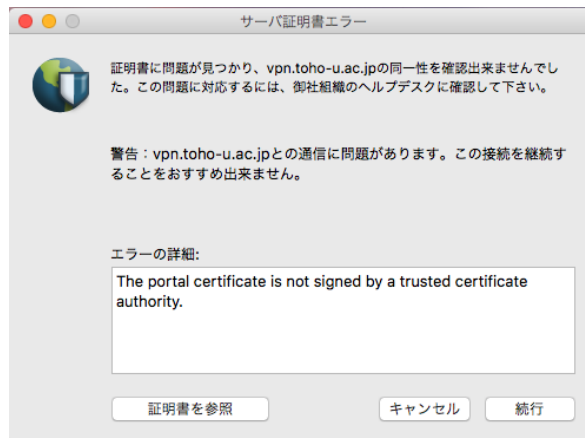 サーバ証明書エラー
証明書に問題が見つかり、vpn.toho-u.ac.jpの同一性を確認出来ませんでし
た。この問題に対応するには、御社組織のヘルプデスクに確認して下さい。
警告：vpn.toho-u.ac.jpとの通信に問題があります。この接続を継続す
ることをおすすめ出来ません。
エラーの詳細:
The portal certificate is not signed by a trusted certificate
authority.
証明書を参照
キャンセル
続行